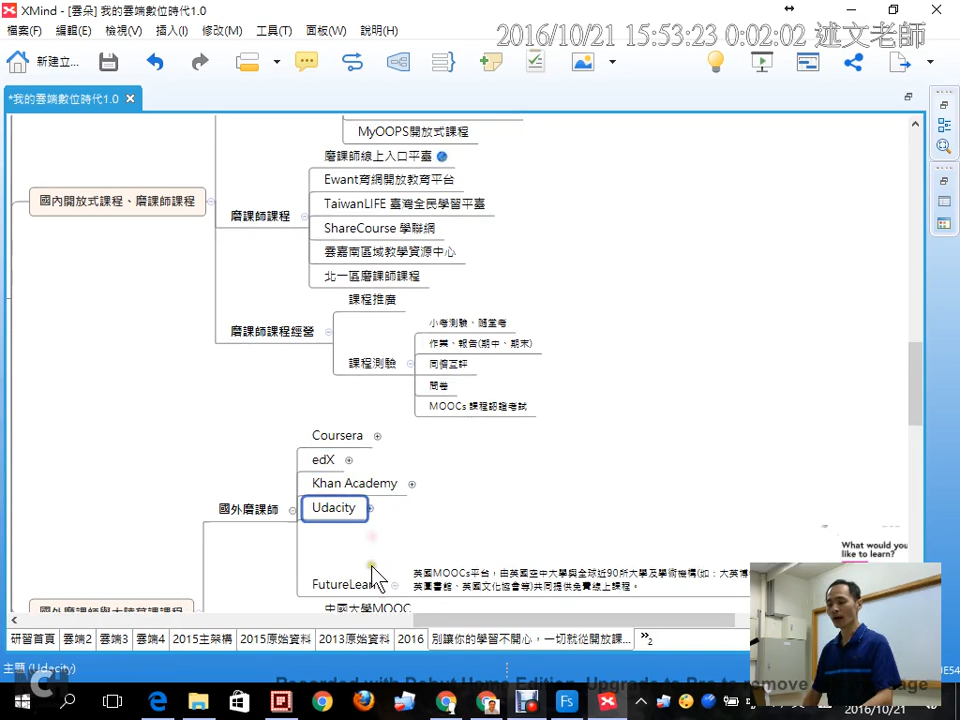 XMind - [雲朵] 我的雲端數位時代1.0
檔案(F) 編輯(E) 檢視(V) 插入(I) 修改(M) 工具(T) 面板(W) 說明(H)
2016/10/21 15:53:23 0:02:02 述文老師
新建立...
*我的雲端數位時代1.0
MyOOPS開放式課程
磨課師線上入口平臺
Ewant育網開放教育平台
國內開放式課程、磨課師課程
磨課師課程
TaiwanLIFE 臺灣全民學習平臺
ShareCourse 學聯網
雲嘉南區域教學資源中心
北一區磨課師課程
課程推廣
磨課師課程經營
小考測驗、隨堂考
作業、報告(期中、期末)
課程測驗
同儕互評
問卷
MOOCs 課程認證考試
Coursera
edX
Khan Academy
國外磨課師
Udacity
What would you
like to learn?
FutureLearn
英國MOOCs平台，由英國空中大學與全球近90所大學及學術機構(如：大英博
英圖書館、英國文化協會等)共同提供免費線上課程。
中國大學MOOC
研習首頁 雲端2 雲端3 雲端4 2015主架構 2015原始資料 2013原始資料 2016 別讓你的學習不開心，一切就從開放課... »2
主題 (Udacity)
Recorded with Debut Home Edition. Upgrade to Pro to remove
2016/10/21